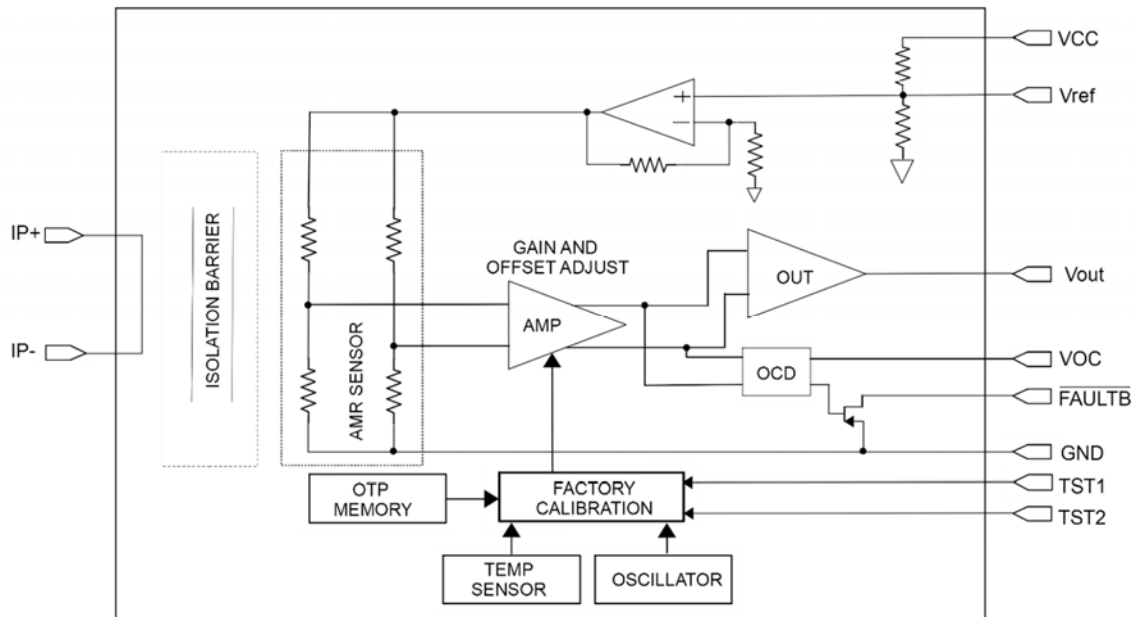 VCC
Vref
+
−
IP+
IP-
ISOLATION BARRIER
AMR SENSOR
GAIN AND
OFFSET ADJUST
AMP
OUT
Vout
OCD
VOC
FAULTB
GND
TST1
TST2
OTP
MEMORY
FACTORY
CALIBRATION
TEMP
SENSOR
OSCILLATOR